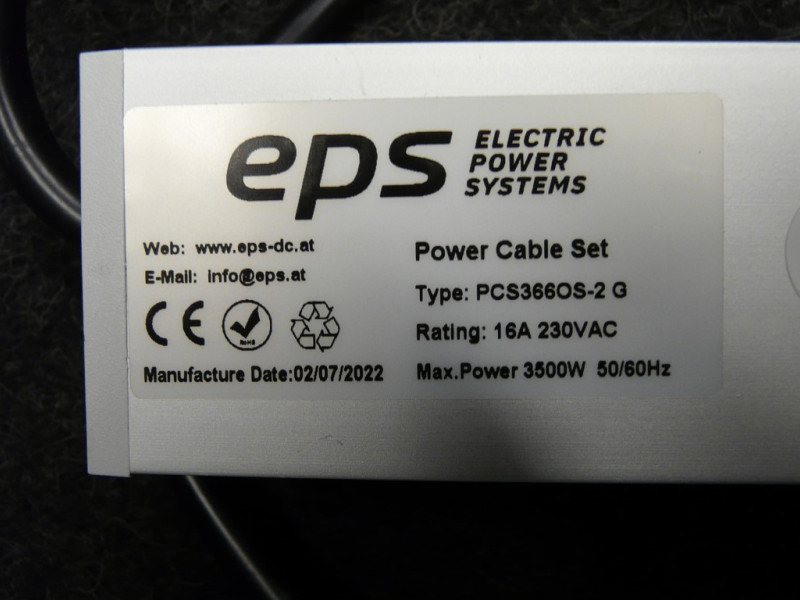 eps ELECTRIC
POWER
SYSTEMS
Web: www.eps-dc.at
E-Mail: info@eps.at
CE
RoHS
Manufacture Date:02/07/2022
Power Cable Set
Type: PCS366OS-2 G
Rating: 16A 230VAC
Max.Power 3500W 50/60Hz